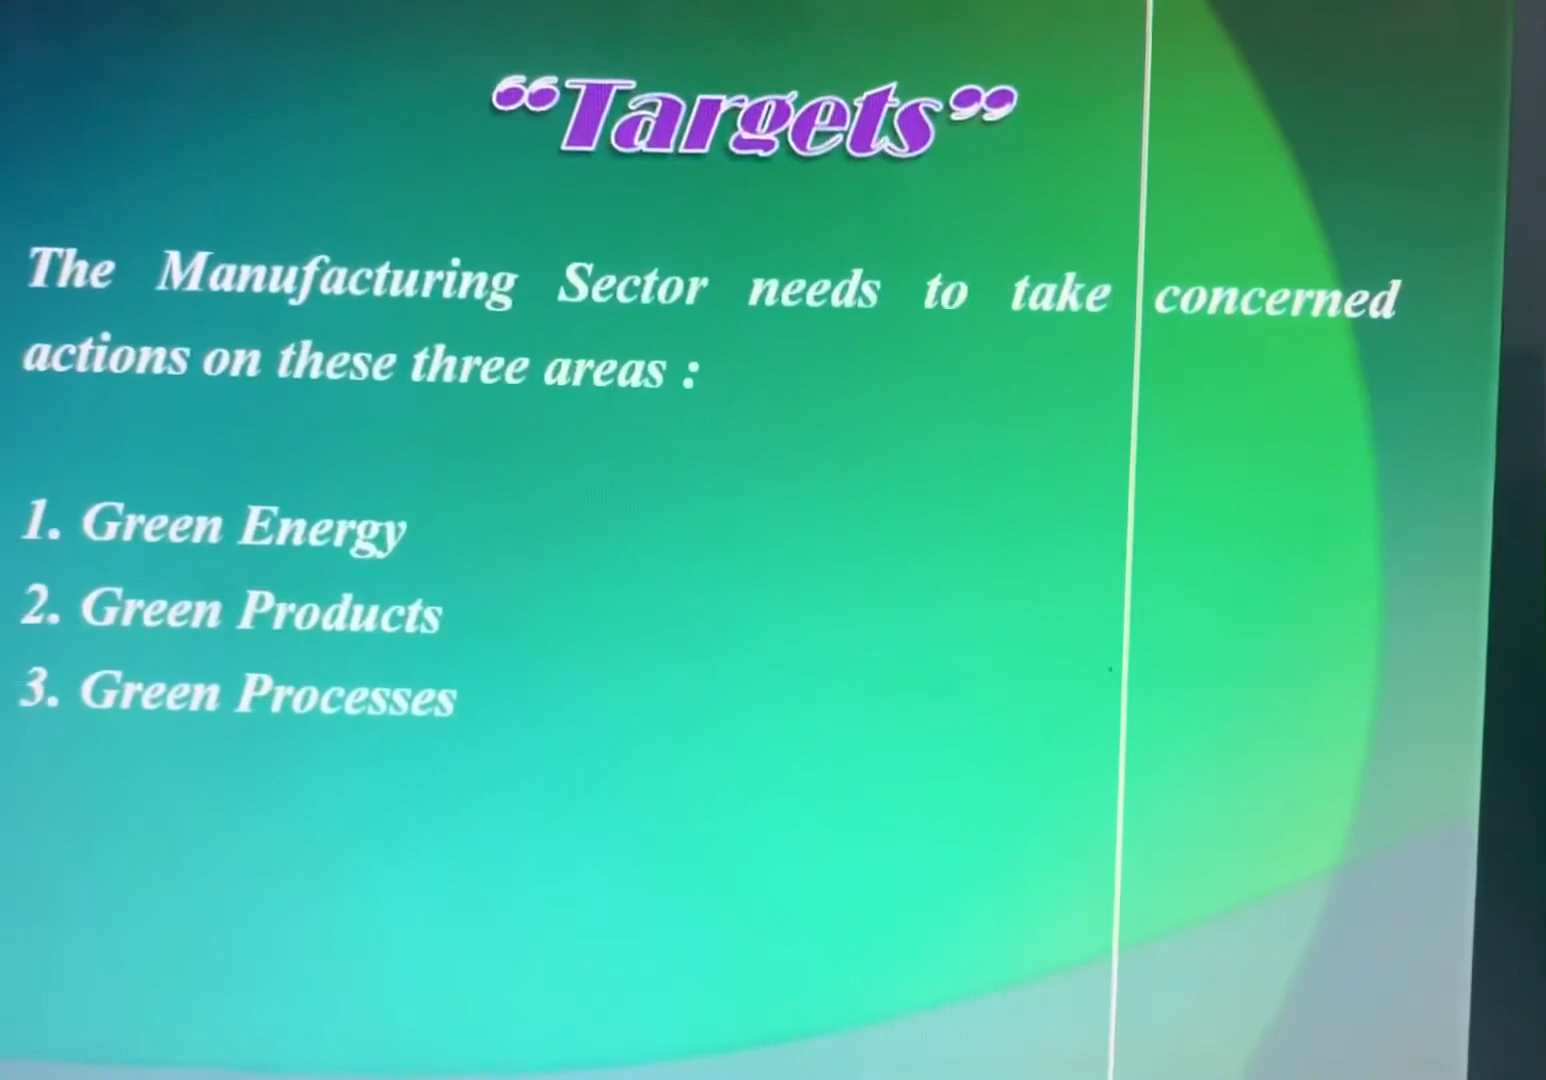 “Targets”
The Manufacturing Sector needs to take concerned
actions on these three areas :
1. Green Energy
2. Green Products
3. Green Processes